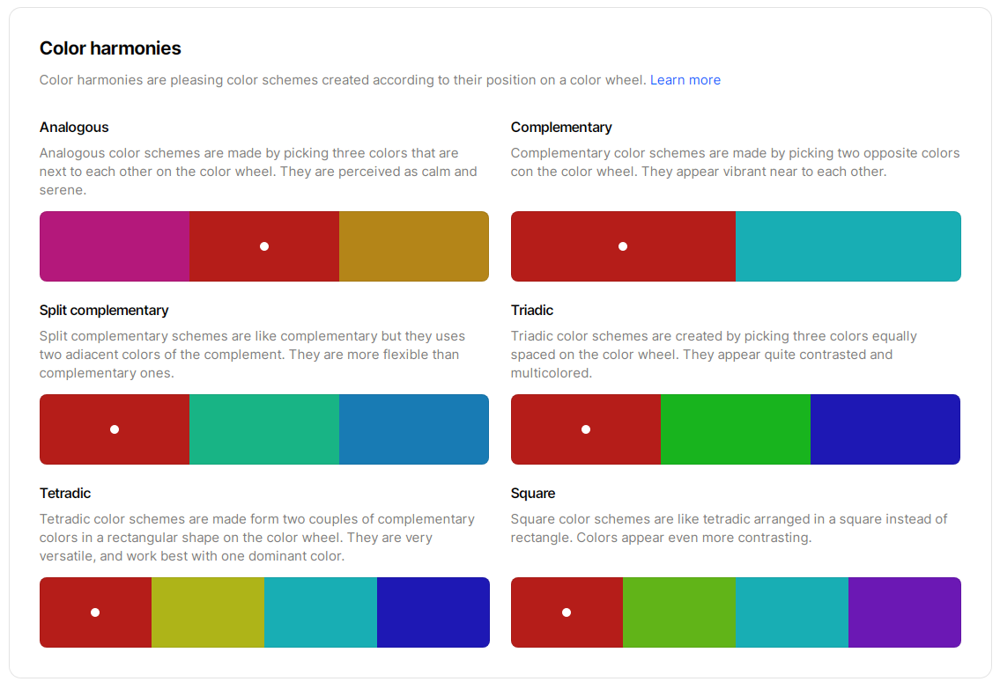 Color harmonies
Color harmonies are pleasing color schemes created according to their position on a color wheel. Learn more
Analogous
Analogous color schemes are made by picking three colors that are
next to each other on the color wheel. They are perceived as calm and
serene.
Complementary
Complementary color schemes are made by picking two opposite colors
con the color wheel. They appear vibrant near to each other.
Split complementary
Split complementary schemes are like complementary but they uses
two adiacent colors of the complement. They are more flexible than
complementary ones.
Triadic
Triadic color schemes are created by picking three colors equally
spaced on the color wheel. They appear quite contrasted and
multicolored.
Tetradic
Tetradic color schemes are made form two couples of complementary
colors in a rectangular shape on the color wheel. They are very
versatile, and work best with one dominant color.
Square
Square color schemes are like tetradic arranged in a square instead of
rectangle. Colors appear even more contrasting.